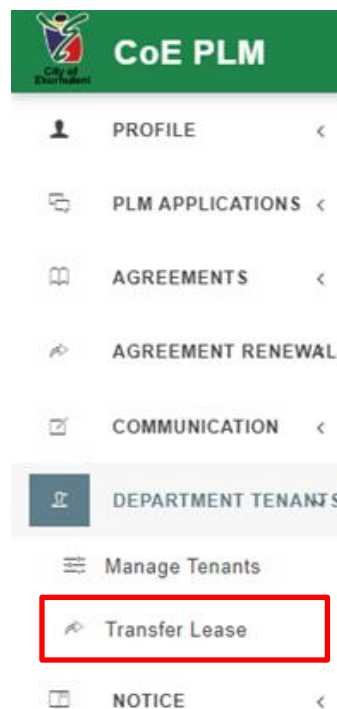 City of
Ekurhuleni
CoE PLM
PROFILE
PLM APPLICATIONS
AGREEMENTS
AGREEMENT RENEWAL
COMMUNICATION
DEPARTMENT TENANTS
Manage Tenants
Transfer Lease
NOTICE